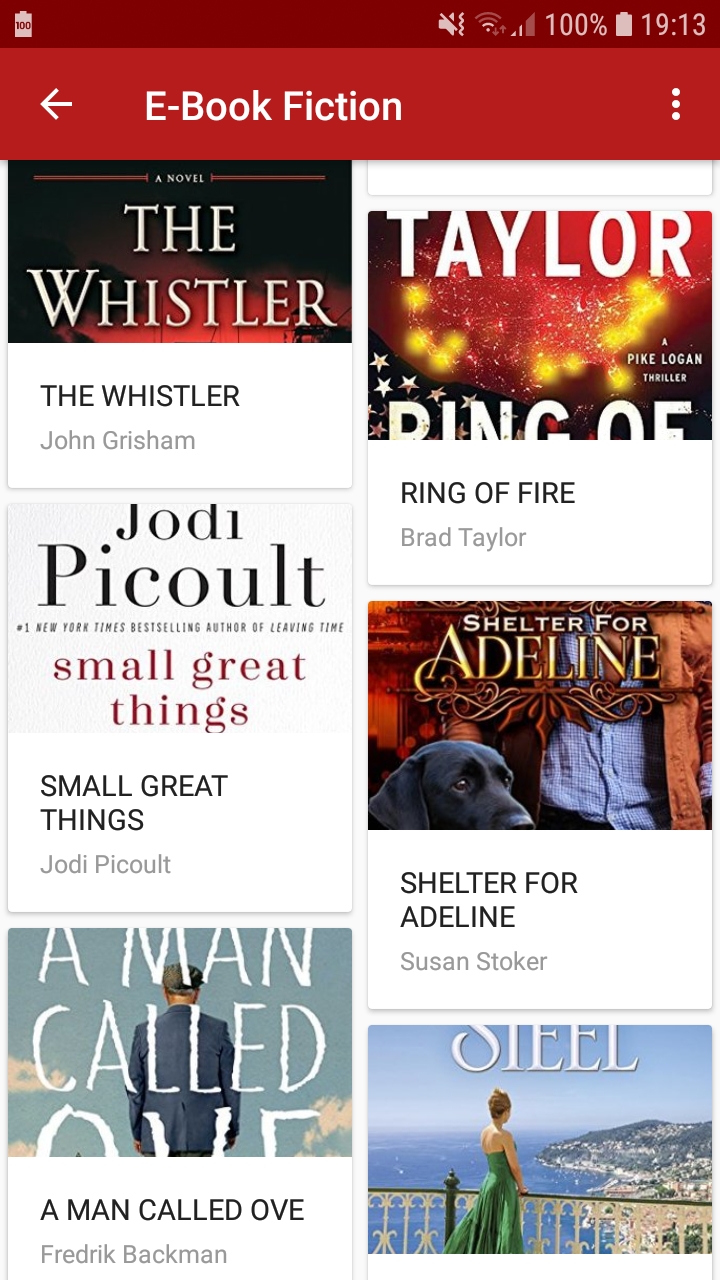 100
100%
19:13
E-Book Fiction
A NOVEL
THE
WHISTLER
THE WHISTLER
John Grisham
Jodi
Picoult
#1 NEW YORK TIMES BESTSELLING AUTHOR OF LEAVING TIME
small great
things
SMALL GREAT
THINGS
Jodi Picoult
A MAN
CALLED
OVE
A MAN CALLED OVE
Fredrik Backman
TAYLOR
A
PIKE LOGAN
THRILLER
RING OF
RING OF FIRE
Brad Taylor
SHELTER FOR
ADELINE
SHELTER FOR
ADELINE
Susan Stoker
STEEL